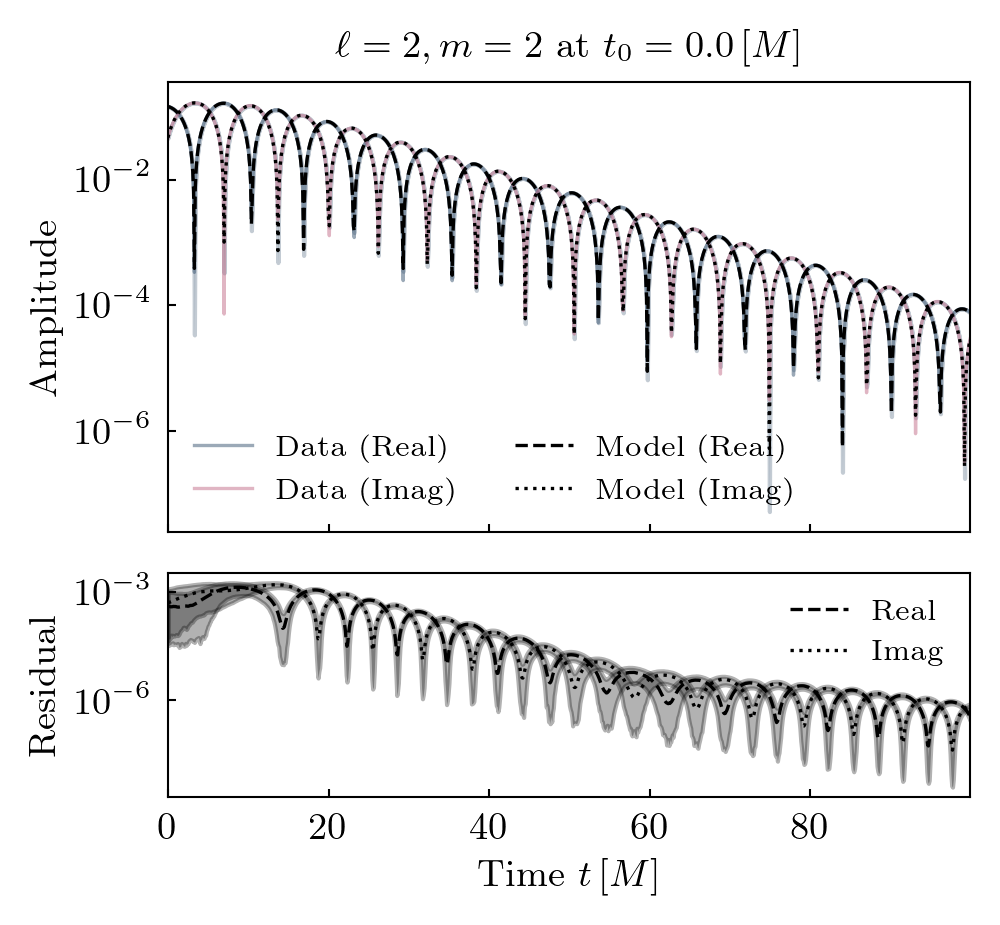 ℓ = 2, m = 2 at t₀ = 0.0 [M]
Amplitude
10⁻²
10⁻⁴
10⁻⁶
Data (Real)
Data (Imag)
Model (Real)
Model (Imag)
Residual
10⁻³
10⁻⁶
Real
Imag
0 20 40 60 80
Time t [M]